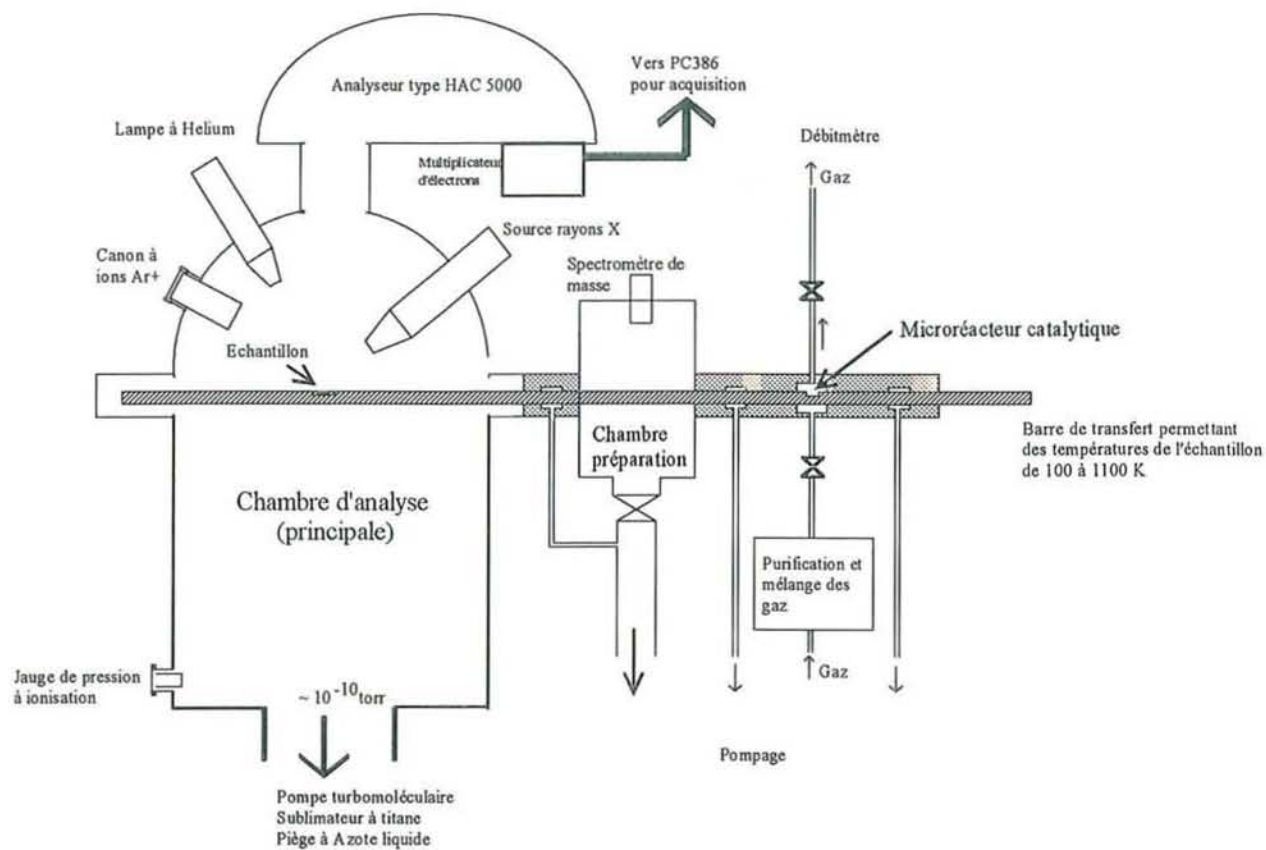 Analyseur type HAC 5000
Vers PC386
pour acquisition
Lampe à Helium
Débitmètre
Multiplicateur
d'électrons
Gaz
Source rayons X
Canon à
ions Ar+
Spectromètre de
masse
Microréacteur catalytique
Echantillon
Barre de transfert permettant
des températures de l'échantillon
de 100 à 1100 K
Chambre
préparation
Chambre d'analyse
(principale)
Purification et
mélange des
gaz
Gaz
Jauge de pression
à ionisation
~ 10⁻¹⁰ torr
Pompage
Pompe turbomoléculaire
Sublimateur à titane
Piège à Azote liquide